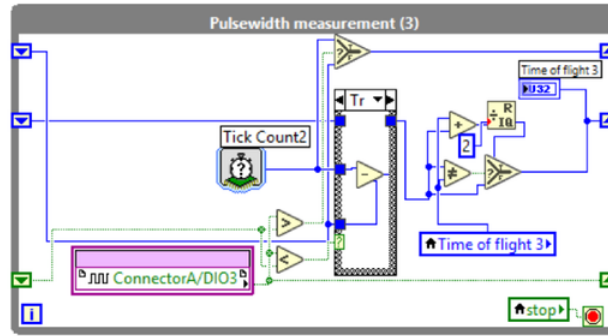 Pulsewidth measurement (3)
Time of flight 3
U32
Tr
R
IQ
Tick Count2
2
Time of flight 3
ConnectorA/DIO3
i
stop